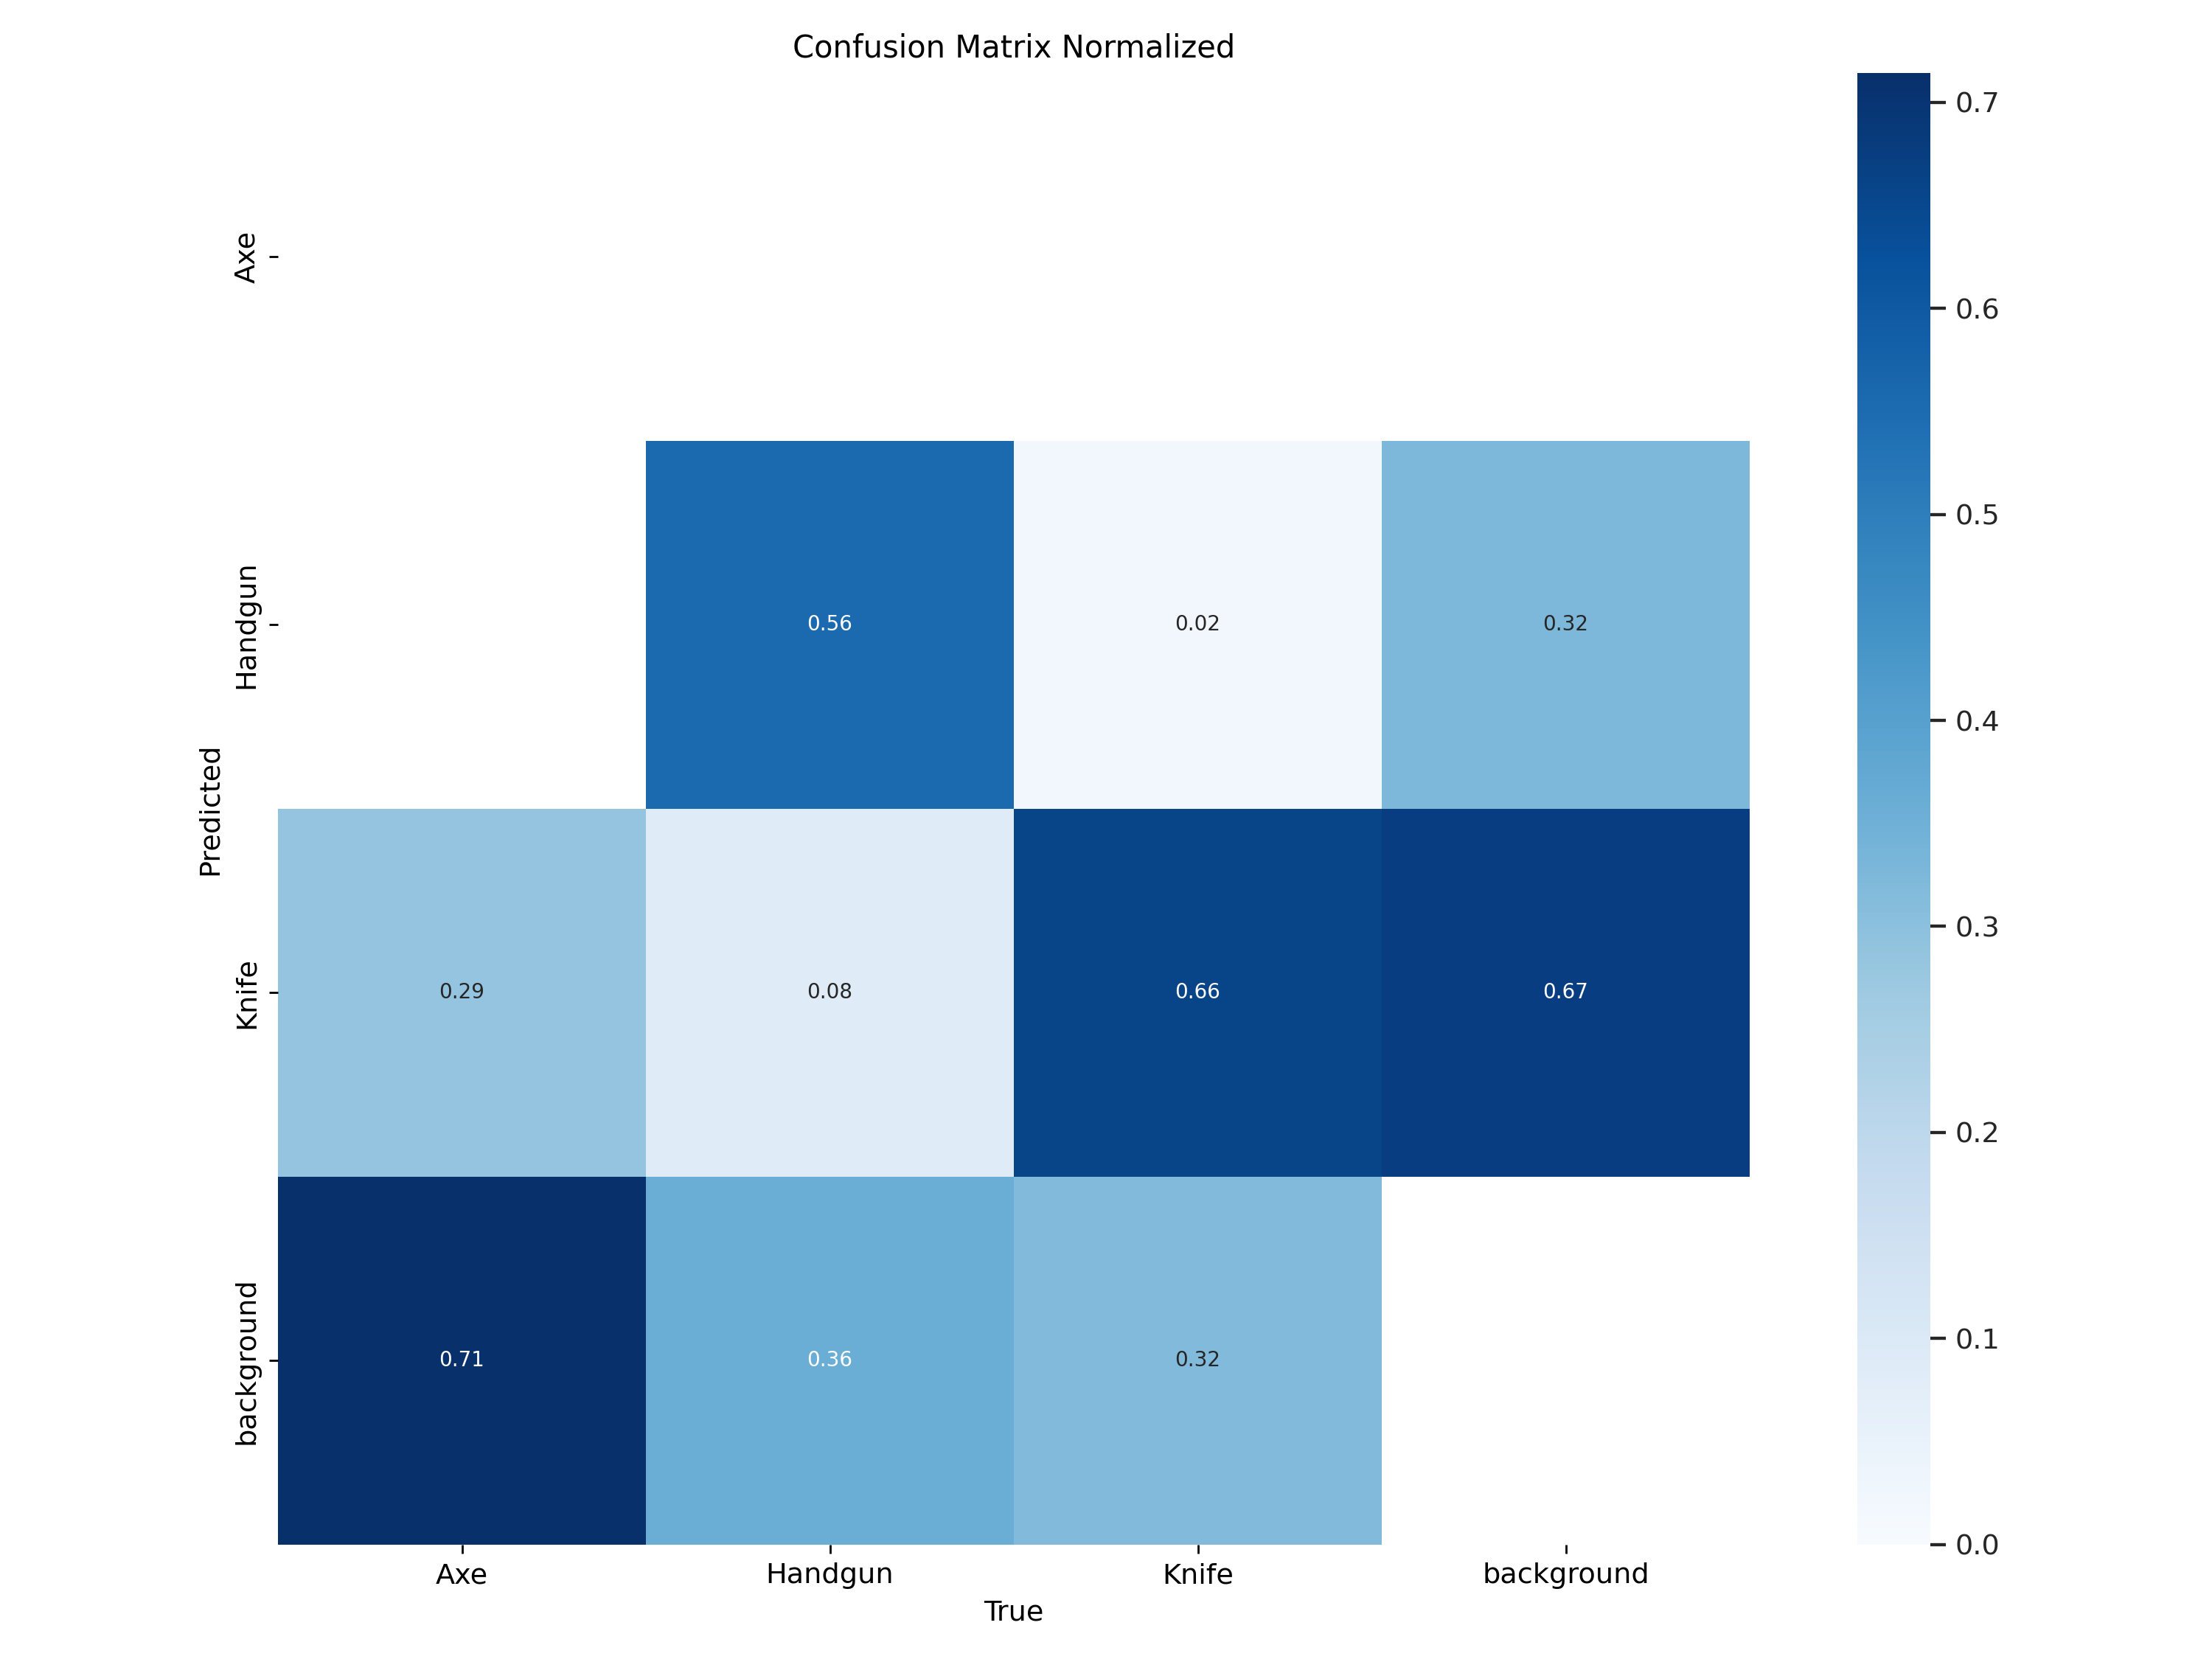 Confusion Matrix Normalized
Axe
Handgun
Knife
background
Predicted
0.56
0.02
0.32
0.29
0.08
0.66
0.67
0.71
0.36
0.32
Axe
Handgun
Knife
background
True
0.7
0.6
0.5
0.4
0.3
0.2
0.1
0.0